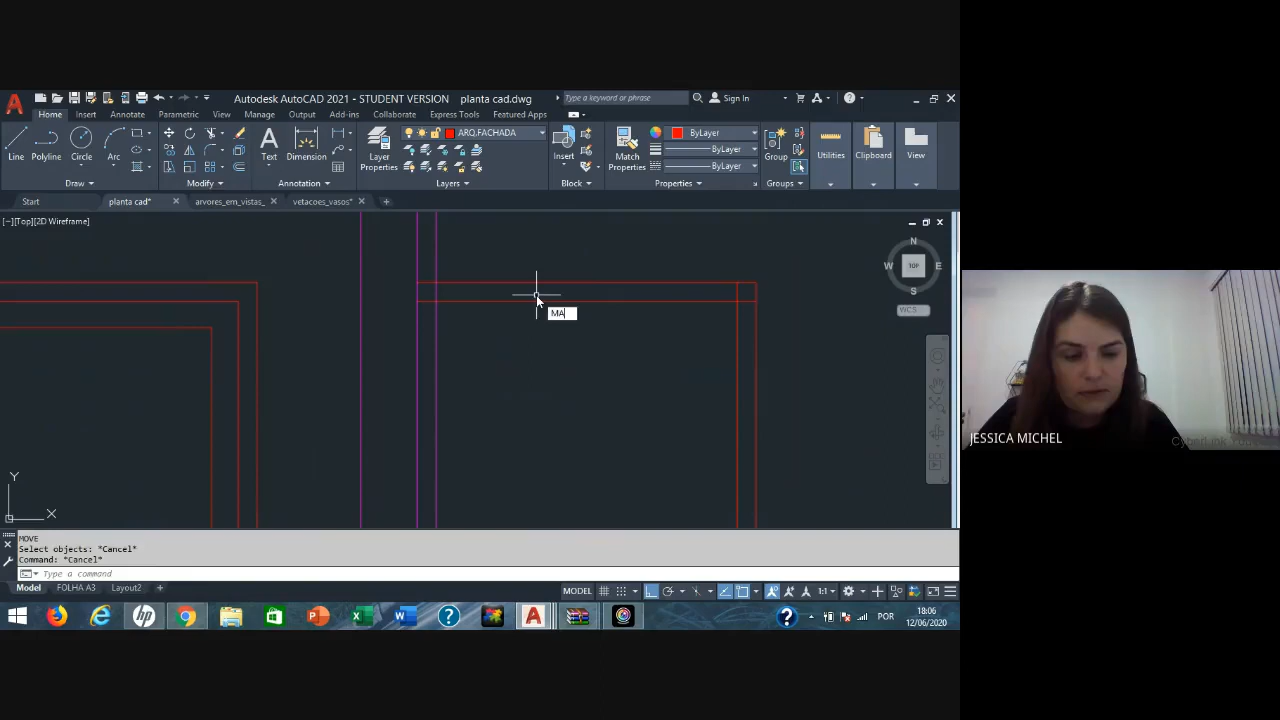 Autodesk AutoCAD 2021 - STUDENT VERSION planta cad.dwg
Type a keyword or phrase
Sign In
Home Insert Annotate Parametric View Manage Output Add-ins Collaborate Express Tools Featured Apps
Line Polyline Circle Arc
Text Dimension
Layer Properties
ARQ.FACHADA
Insert
Match Properties
ByLayer
ByLayer
ByLayer
Group
Utilities
Clipboard
View
Draw Modify Annotation Layers Block Properties Groups
Start planta cad* arvores_em_vistas_ vetacoes_vasos*
[−][Top][2D Wireframe]
N
W TOP E
S
WCS
MA
JESSICA MICHEL
Y
X
MOVE
Select objects: *Cancel*
Command: *Cancel*
Type a command
Model FOLHA A3 Layout2
MODEL
1:1
POR
18:06
12/06/2020